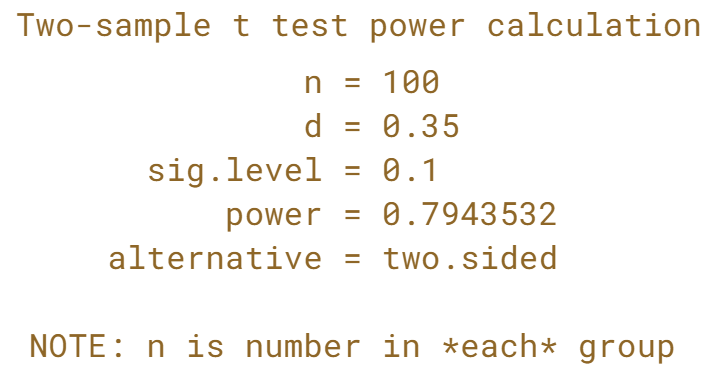 Two-sample t test power calculation
n = 100
d = 0.35
sig.level = 0.1
power = 0.7943532
alternative = two.sided
NOTE: n is number in *each* group